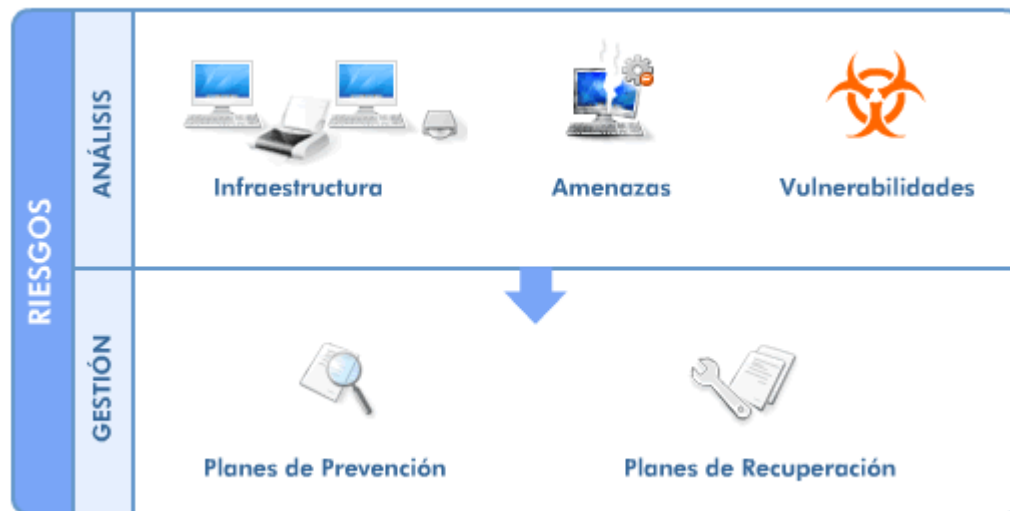 RIESGOS
ANÁLISIS
Infraestructura
Amenazas
Vulnerabilidades
GESTIÓN
Planes de Prevención
Planes de Recuperación